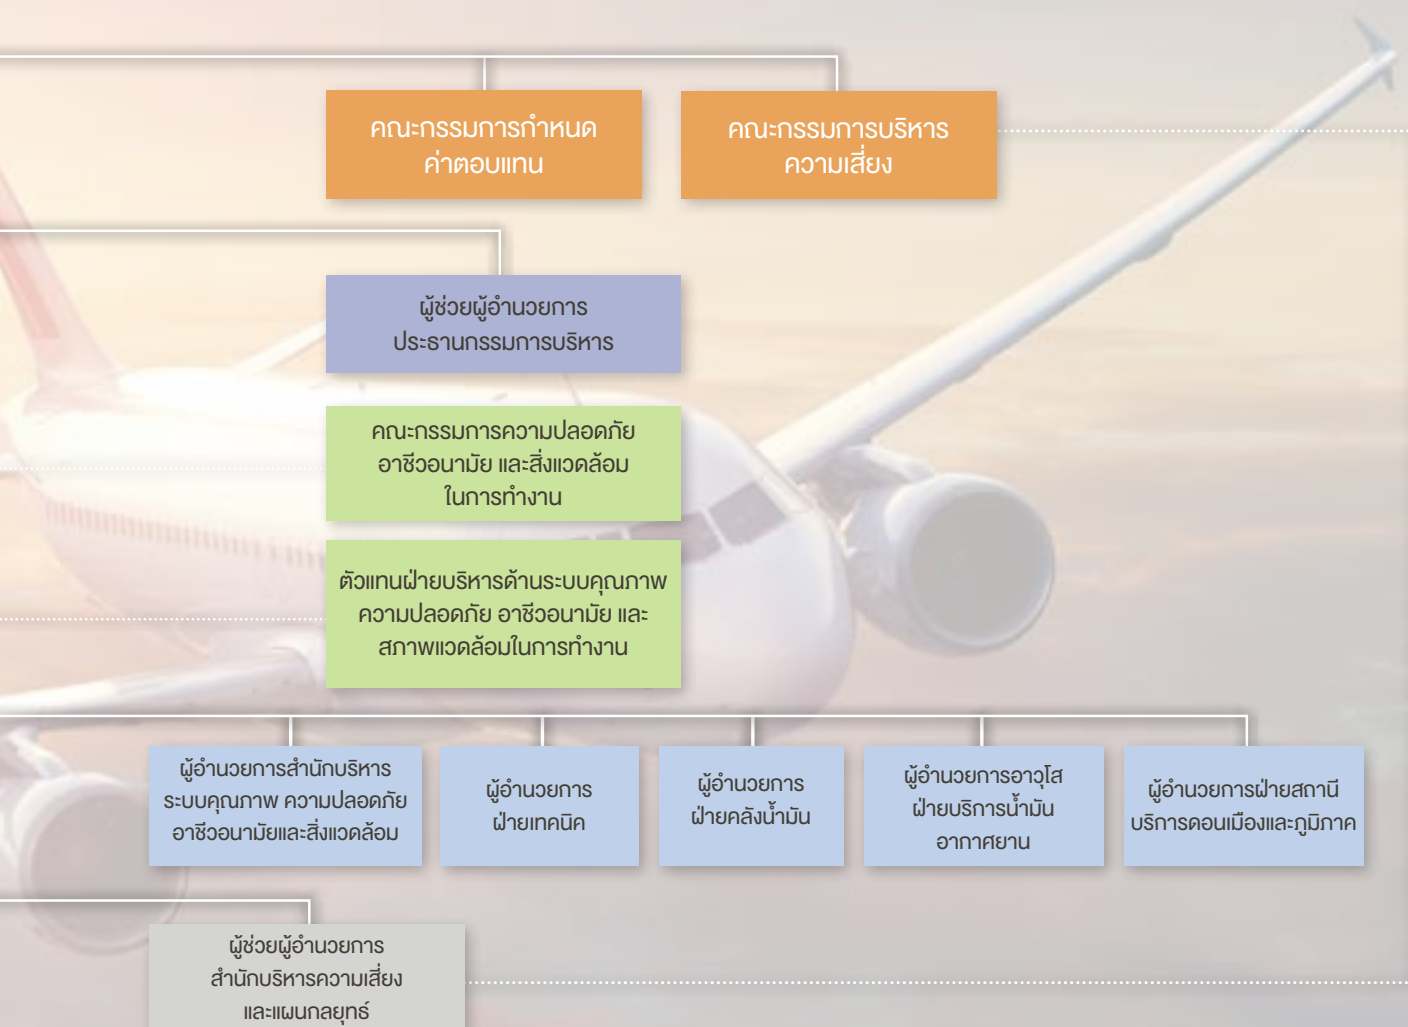 คณะกรรมการกำหนด
ค่าตอบแทน
คณะกรรมการบริหาร
ความเสี่ยง
ผู้ช่วยผู้อำนวยการ
ประธานกรรมการบริหาร
คณะกรรมการความปลอดภัย
อาชีวอนามัย และสิ่งแวดล้อม
ในการทำงาน
ตัวแทนฝ่ายบริหารด้านระบบคุณภาพ
ความปลอดภัย อาชีวอนามัย และ
สภาพแวดล้อมในการทำงาน
ผู้อำนวยการสำนักบริหาร
ระบบคุณภาพ ความปลอดภัย
อาชีวอนามัยและสิ่งแวดล้อม
ผู้อำนวยการ
ฝ่ายเทคนิค
ผู้อำนวยการ
ฝ่ายคลังน้ำมัน
ผู้อำนวยการอาวุโส
ฝ่ายบริการน้ำมัน
อากาศยาน
ผู้อำนวยการฝ่ายสถานี
บริการดอนเมืองและภูมิภาค
ผู้ช่วยผู้อำนวยการ
สำนักบริหารความเสี่ยง
และแผนกลยุทธ์